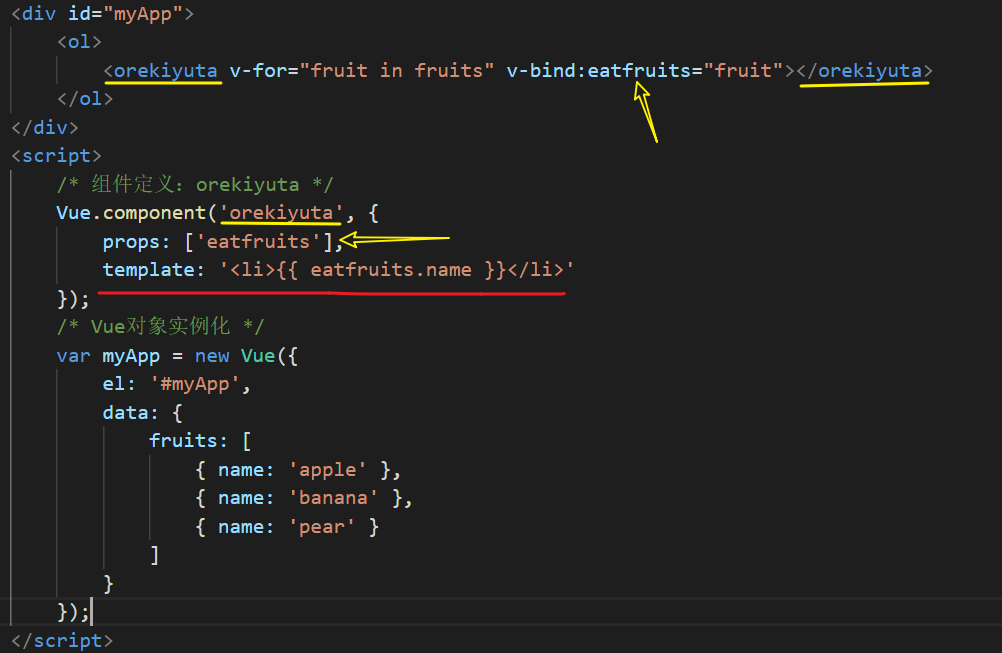 <div id="myApp">
<ol>
<orekiyuta v-for="fruit in fruits" v-bind:eatfruits="fruit"></orekiyuta>
</ol>
</div>
<script>
/* 组件定义：orekiyuta */
Vue.component('orekiyuta', {
props: ['eatfruits'],
template: '<li>{{ eatfruits.name }}</li>'
});
/* Vue对象实例化 */
var myApp = new Vue({
el: '#myApp',
data: {
fruits: [
{ name: 'apple' },
{ name: 'banana' },
{ name: 'pear' }
]
}
});
</script>